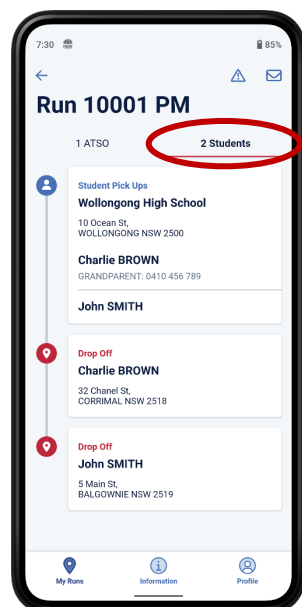 7:30
85%
Run 10001 PM
1 ATSO
2 Students
Student Pick Ups
Wollongong High School
10 Ocean St,
WOLLONGONG NSW 2500
Charlie BROWN
GRANDPARENT: 0410 456 789
John SMITH
Drop Off
Charlie BROWN
32 Chanel St,
CORRIMAL NSW 2518
Drop Off
John SMITH
5 Main St,
BALGOWNIE NSW 2519
My Runs
Information
Profile